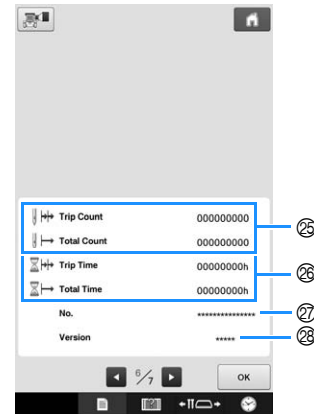 Trip Count 000000000
㉕
Total Count 000000000
Trip Time 00000000h
㉖
Total Time 00000000h
No. ***************
㉗
Version *****
㉘
6/7
OK